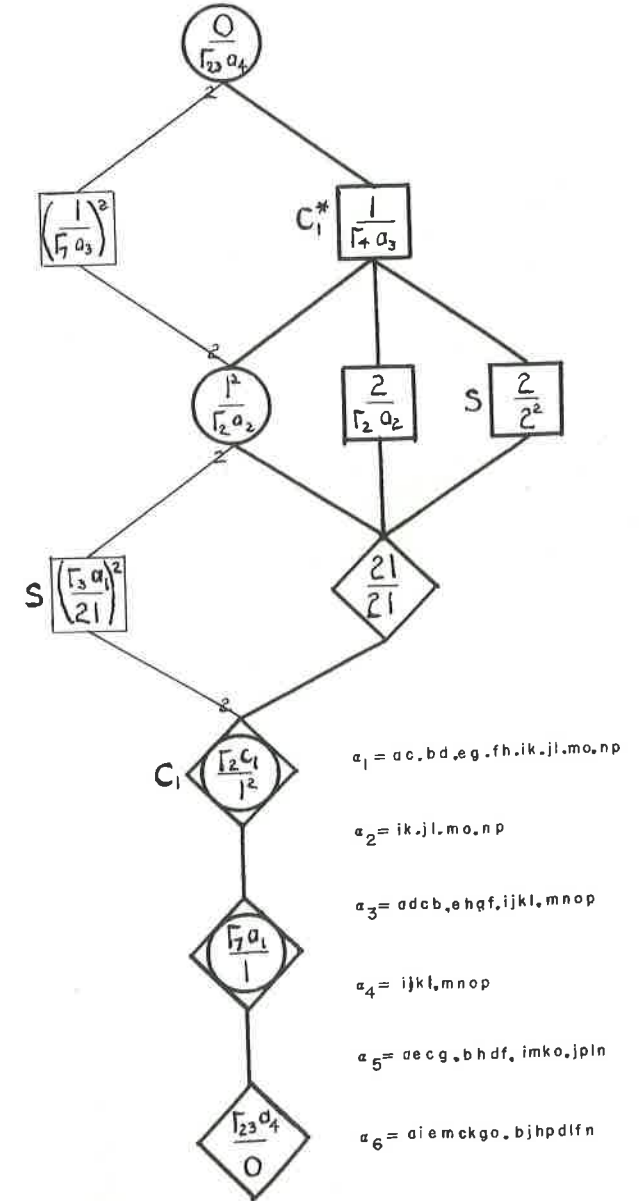 0
Γ23 a4
2
(1
Γ7 a3)²
C1*
1
Γ4 a3
2
1²
Γ2 a2
2
2
Γ2 a2
S
2
2²
S
(Γ3 a1
21)²
21
21
2
C1
Γ2 C1
1²
α1 = ac.bd.eg.fh.ik.jl.mo.np
α2 = ik.jl.mo.np
α3 = adcb.ehgf.ijkl.mnop
Γ7 a1
1
α4 = ijkl.mnop
α5 = aecg.bhdf.imko.jpln
Γ23 a4
0
α6 = aiemckgo.bjhpdlfn